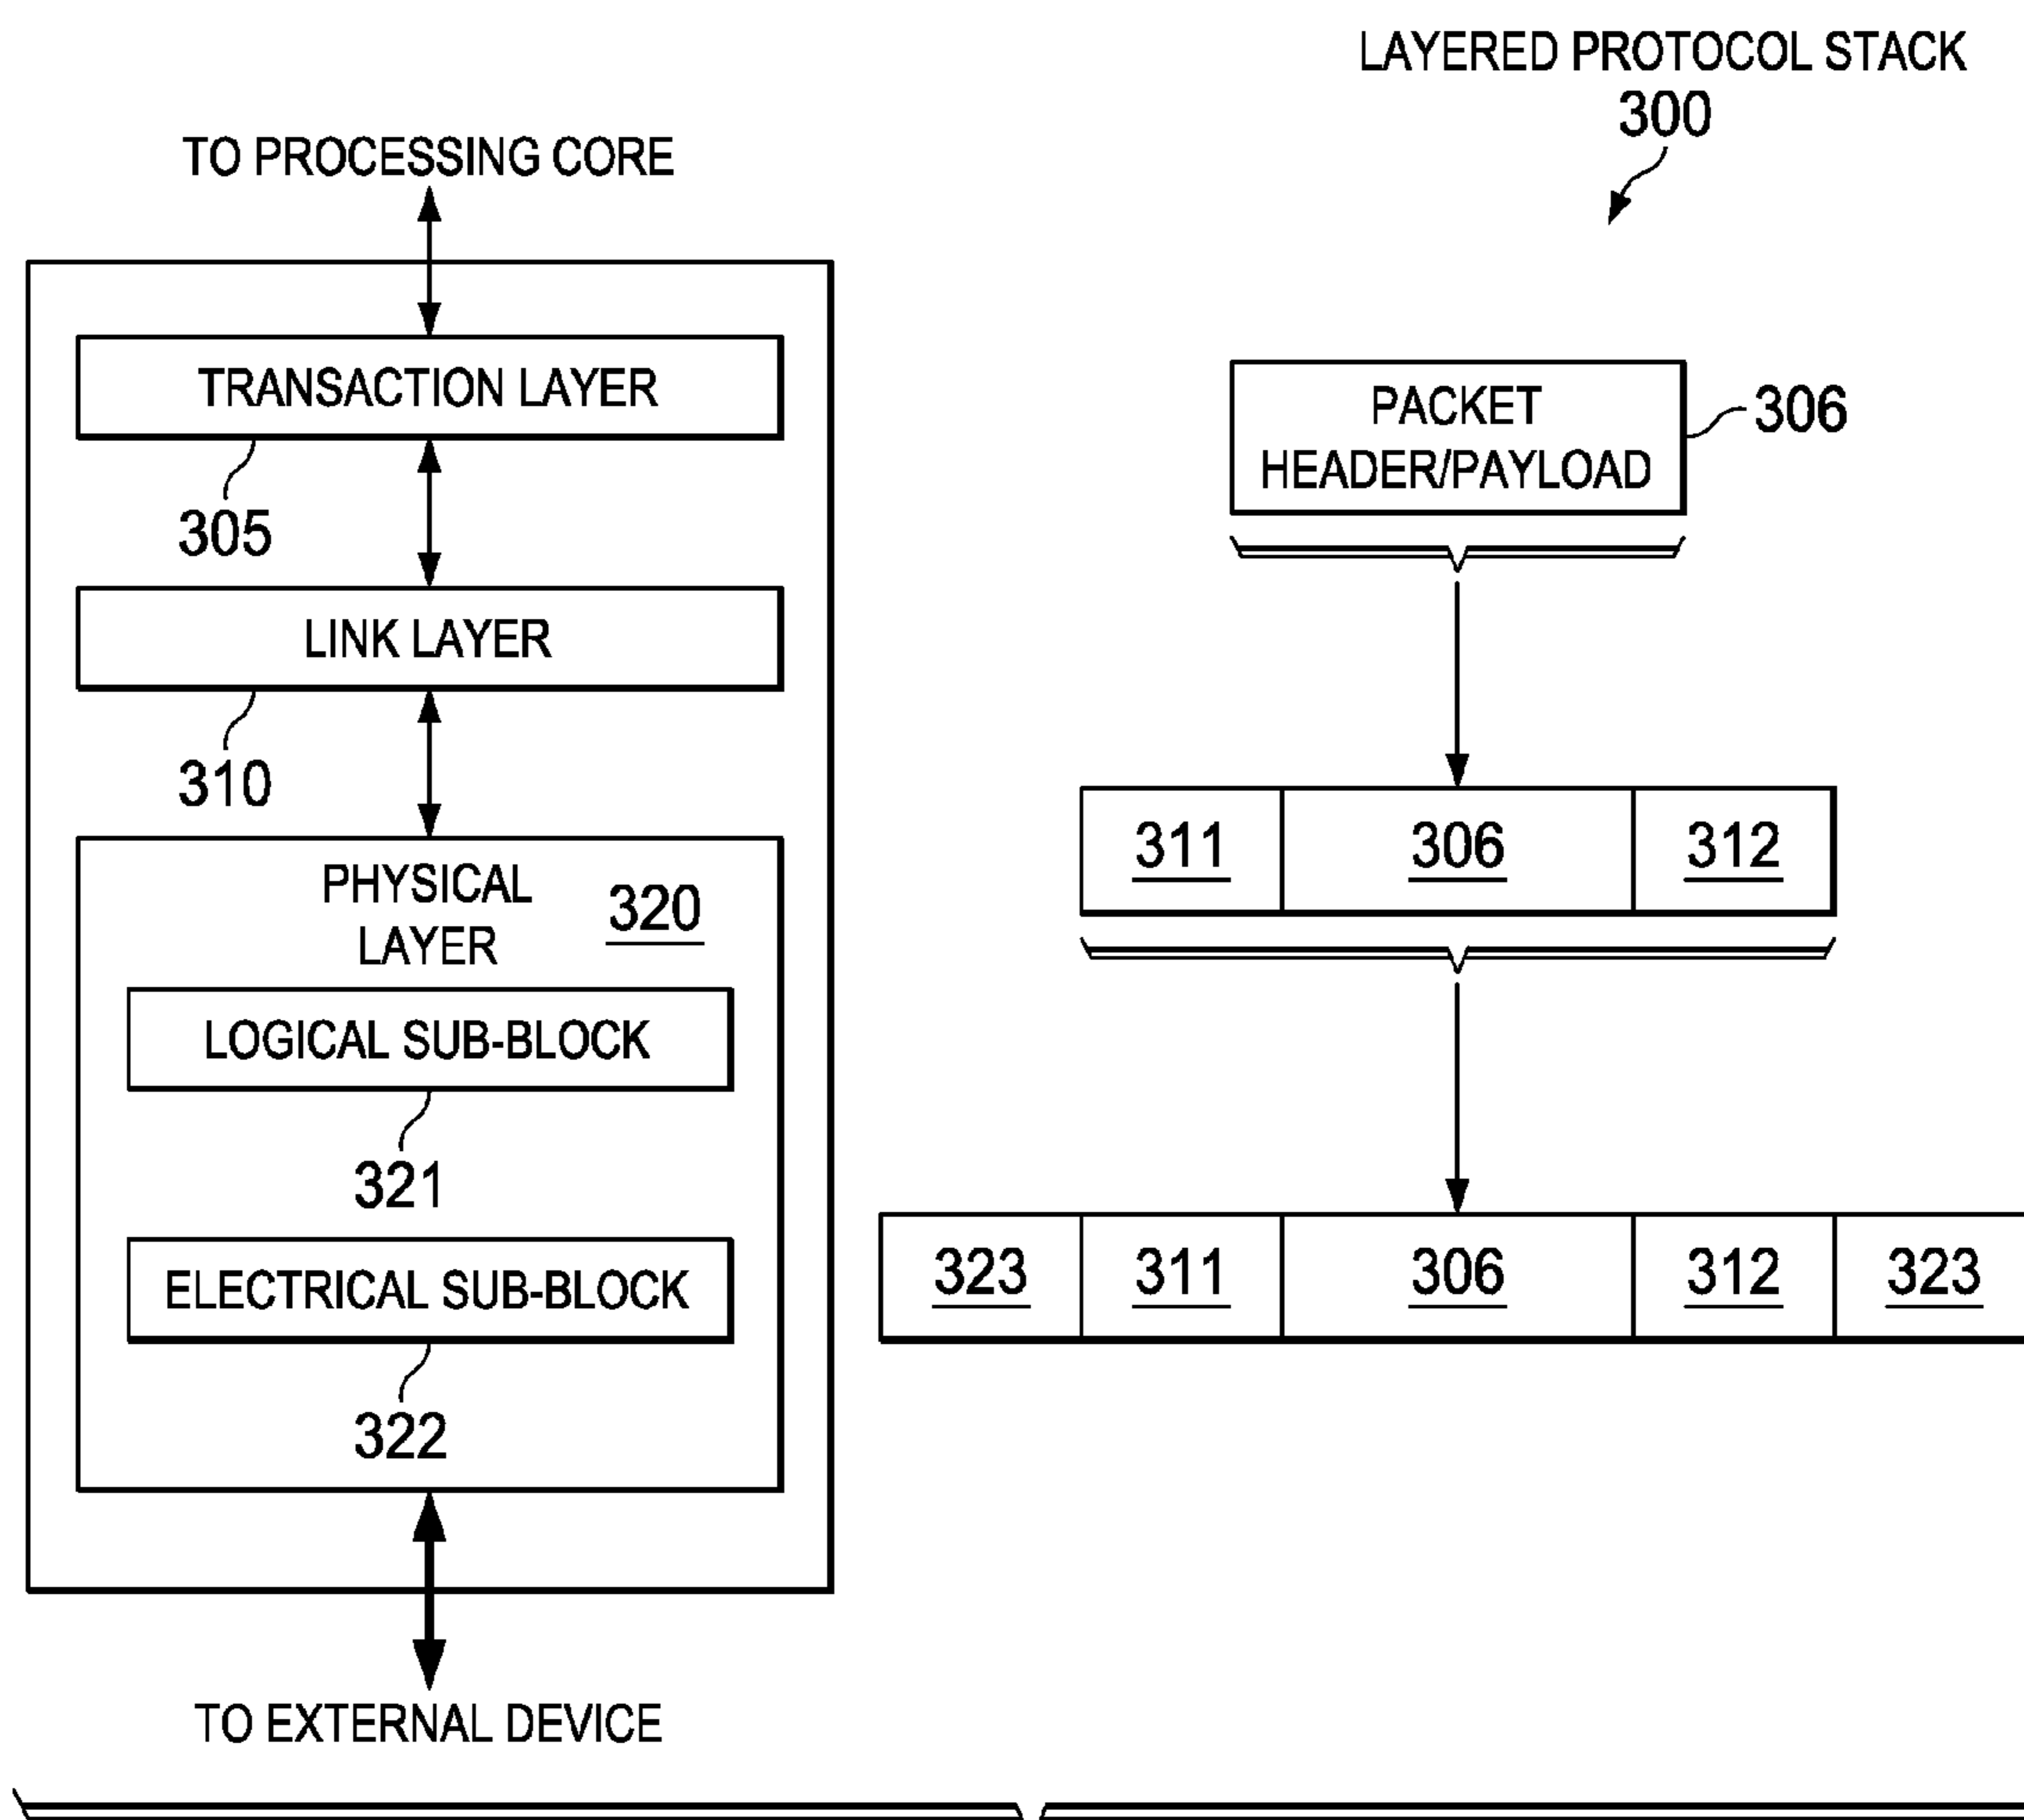 LAYERED PROTOCOL STACK
300
TO PROCESSING CORE
TRANSACTION LAYER
305
LINK LAYER
310
PHYSICAL
LAYER
320
LOGICAL SUB-BLOCK
321
ELECTRICAL SUB-BLOCK
322
TO EXTERNAL DEVICE
PACKET
HEADER/PAYLOAD
306
311 306 312
323 311 306 312 323